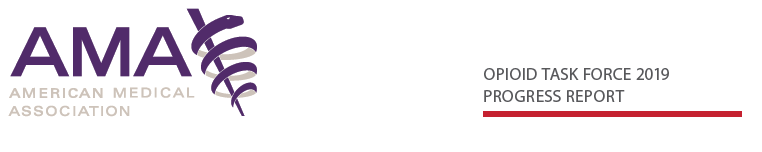 AMA
AMERICAN MEDICAL
ASSOCIATION
OPIOID TASK FORCE 2019
PROGRESS REPORT